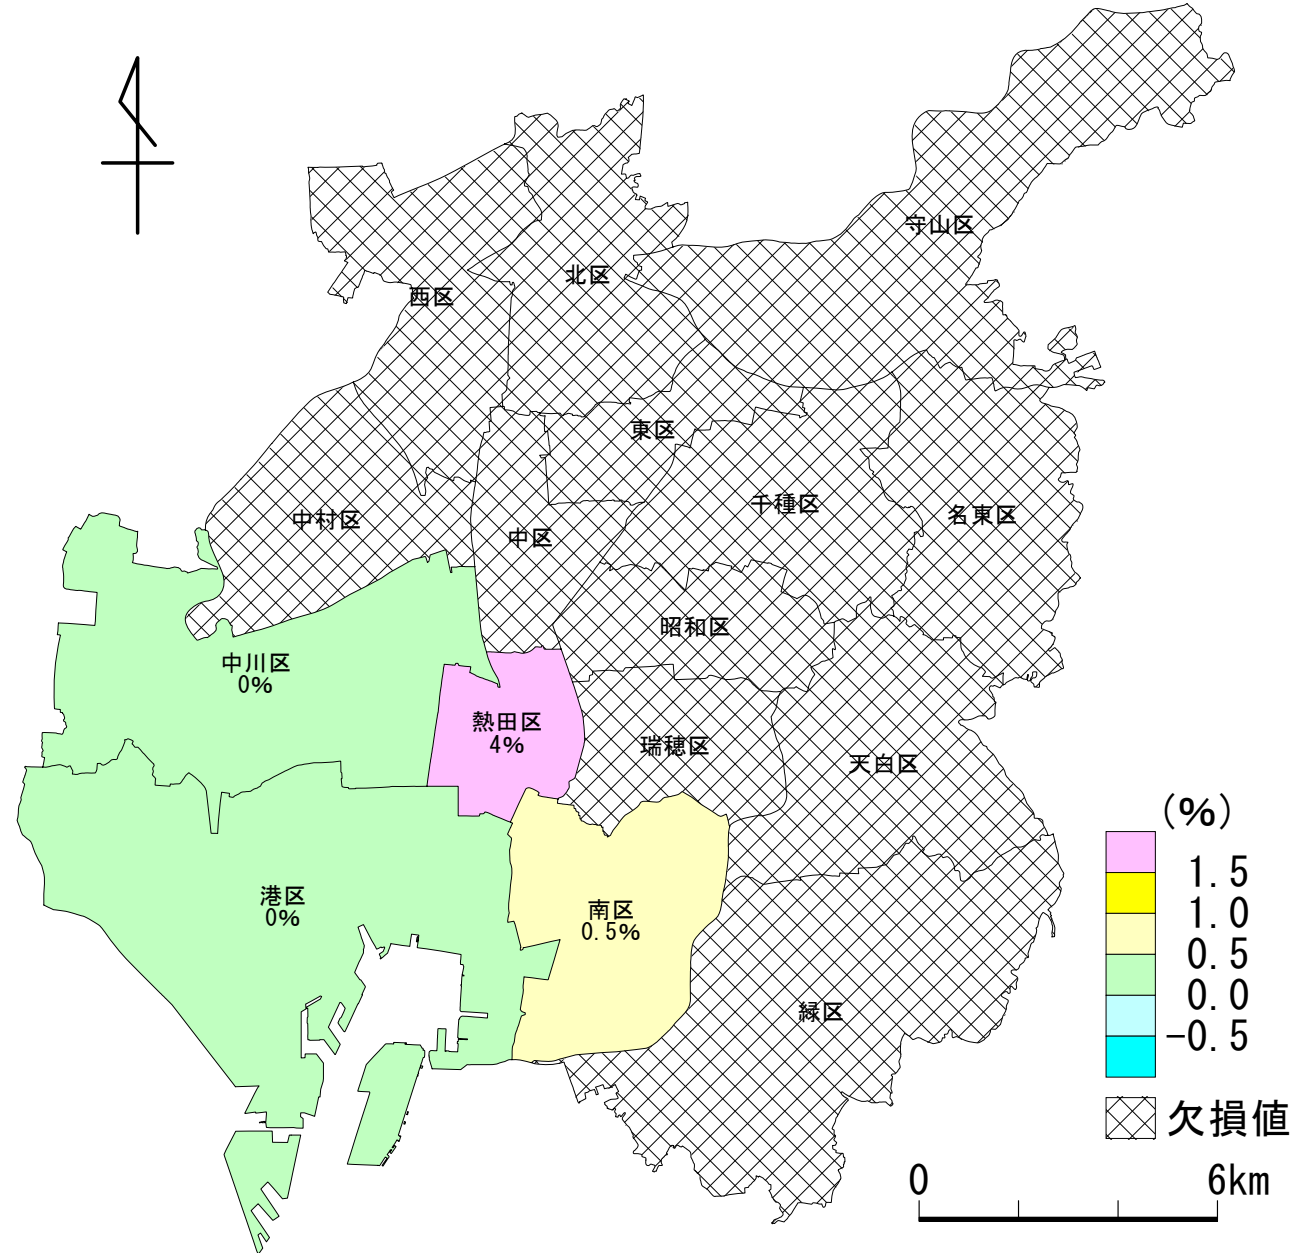 守山区
北区
西区
東区
千種区
名東区
中村区
中区
昭和区
中川区
0%
熱田区
4%
瑞穂区
天白区
港区
0%
南区
0.5%
緑区
(%)
1.5
1.0
0.5
0.0
-0.5
欠損値
0 6km